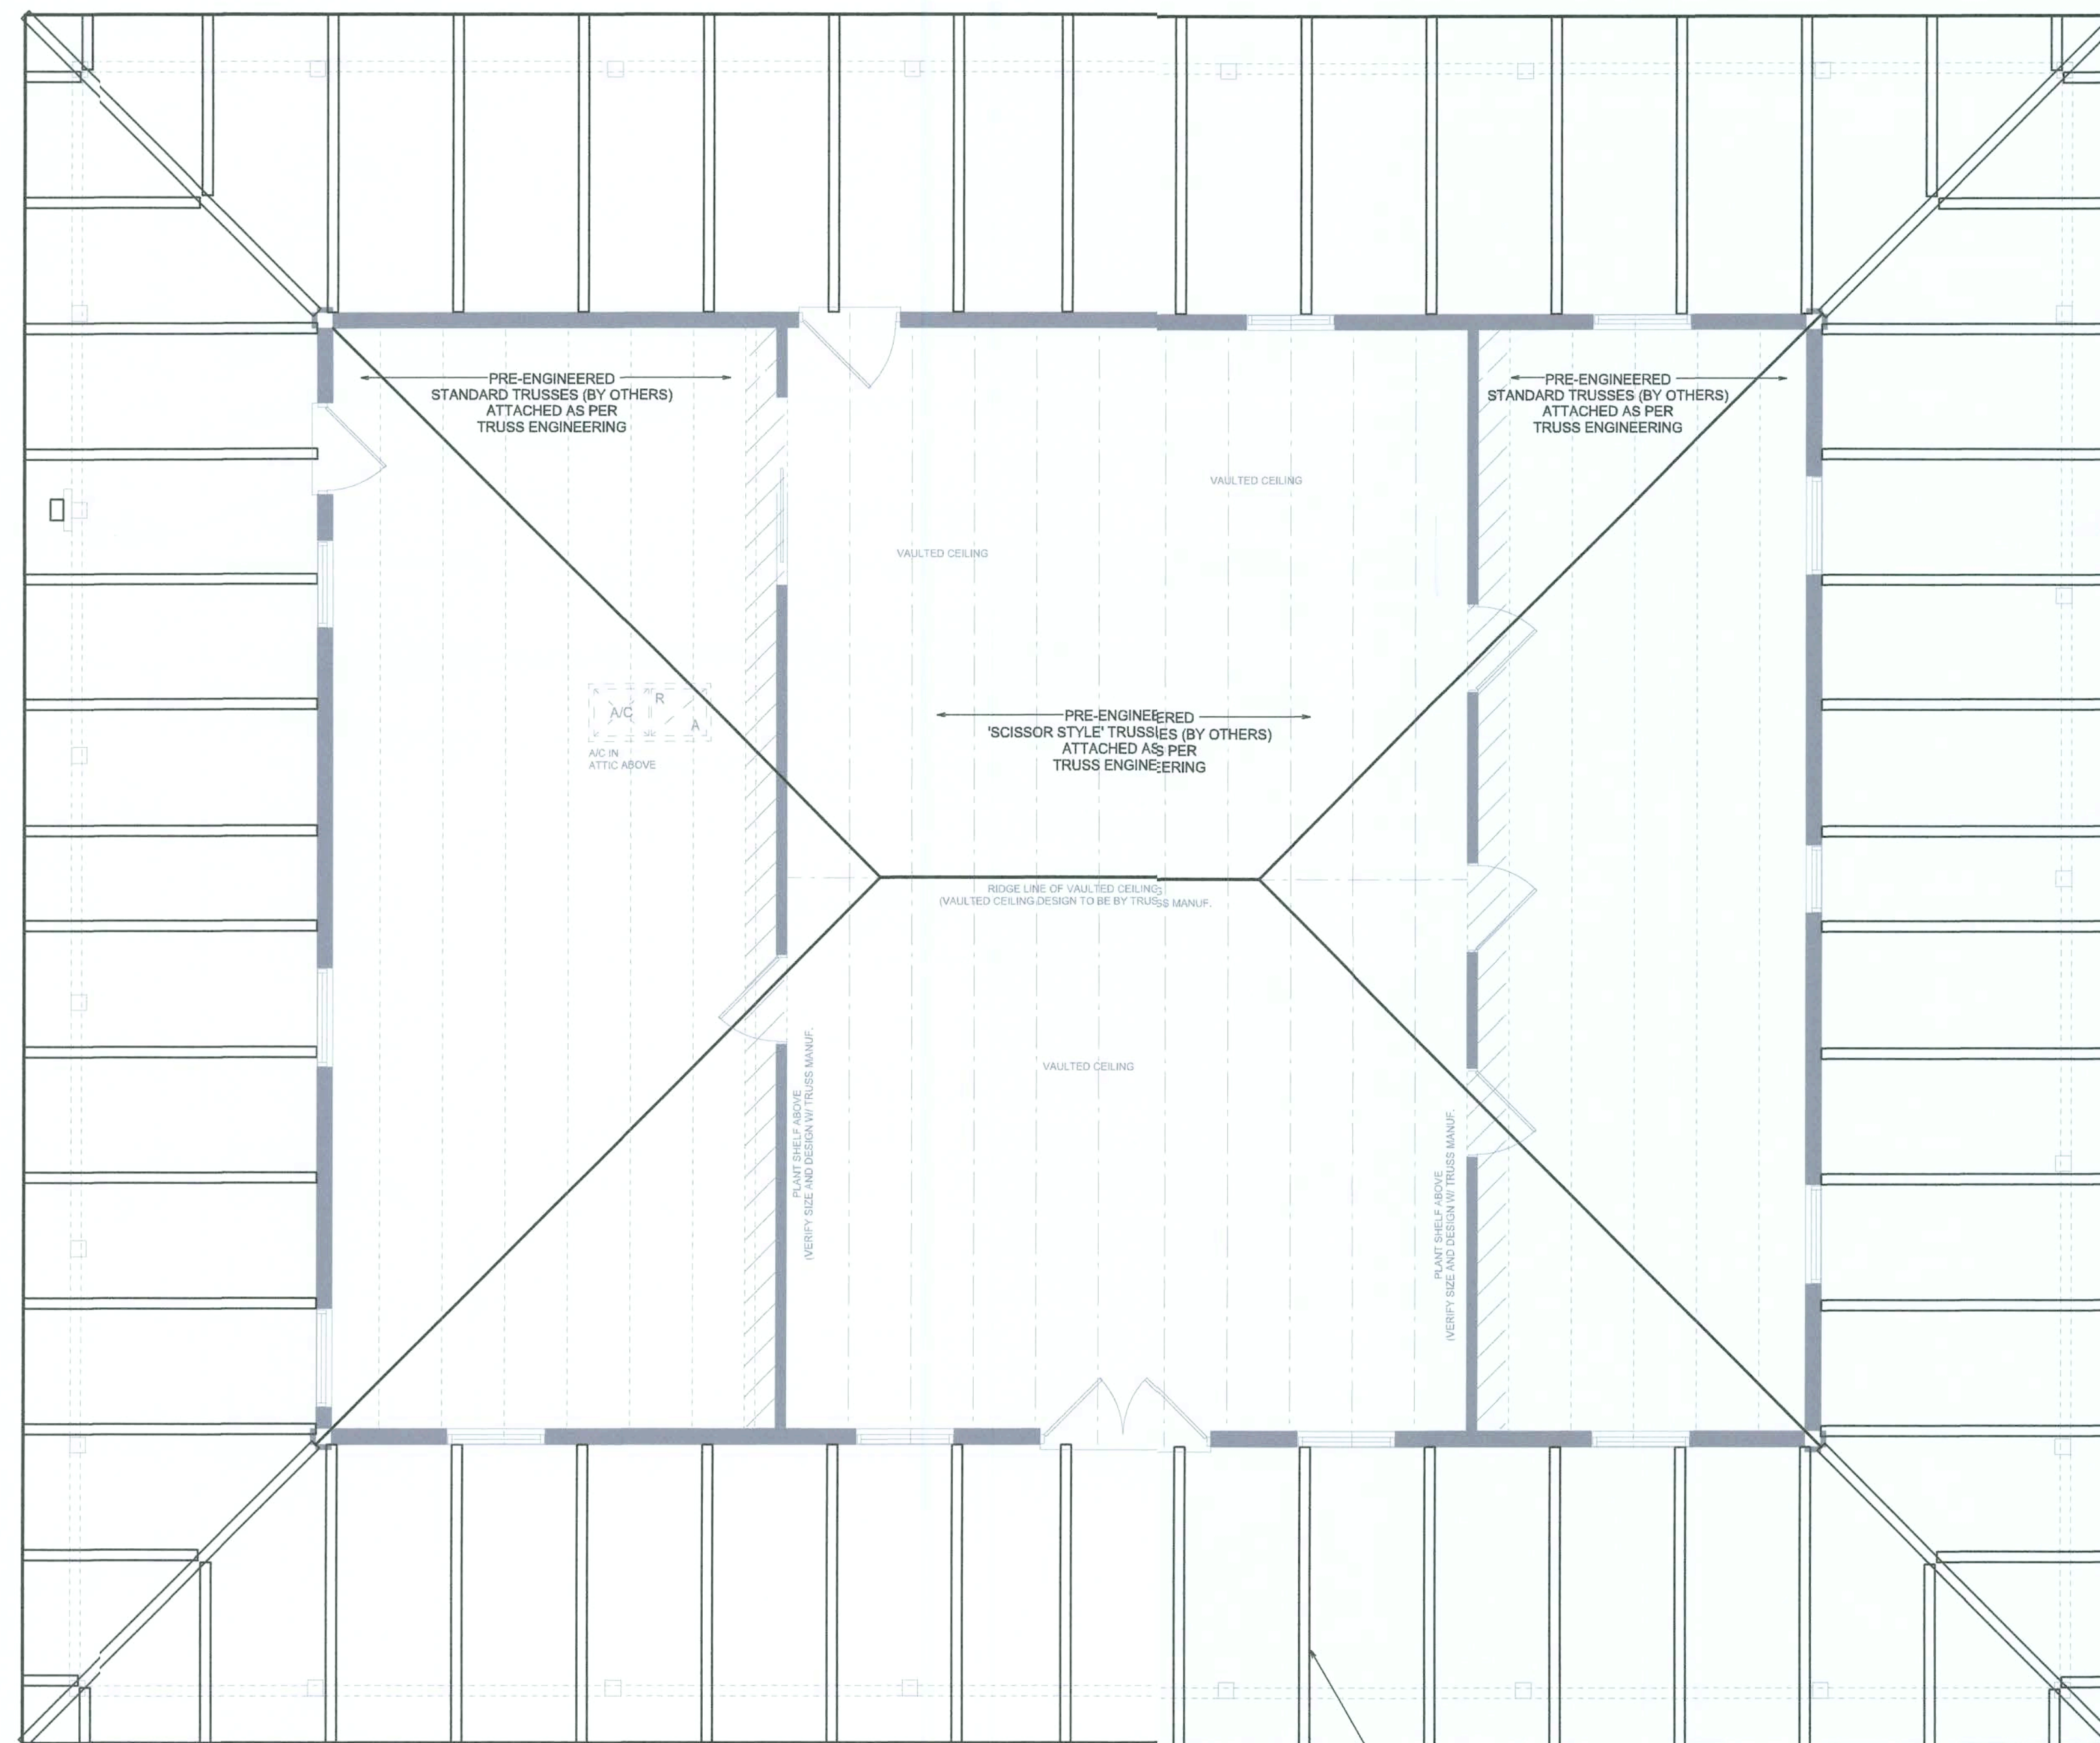 PRE-ENGINEERED
STANDARD TRUSSES (BY OTHERS)
ATTACHED AS PER
TRUSS ENGINEERING
PRE-ENGINEERED
STANDARD TRUSSES (BY OTHERS)
ATTACHED AS PER
TRUSS ENGINEERING
VAULTED CEILING
VAULTED CEILING
R
A/C
A
A/C IN
ATTIC ABOVE
PRE-ENGINEERED
'SCISSOR STYLE' TRUSSES (BY OTHERS)
ATTACHED AS PER
TRUSS ENGINEERING
RIDGE LINE OF VAULTED CEILING
(VAULTED CEILING DESIGN TO BE BY TRUSS MANUF.
VAULTED CEILING
PLANT SHELF ABOVE
(VERIFY SIZE AND DESIGN W/ TRUSS MANUF.
PLANT SHELF ABOVE
(VERIFY SIZE AND DESIGN W/ TRUSS MANUF.